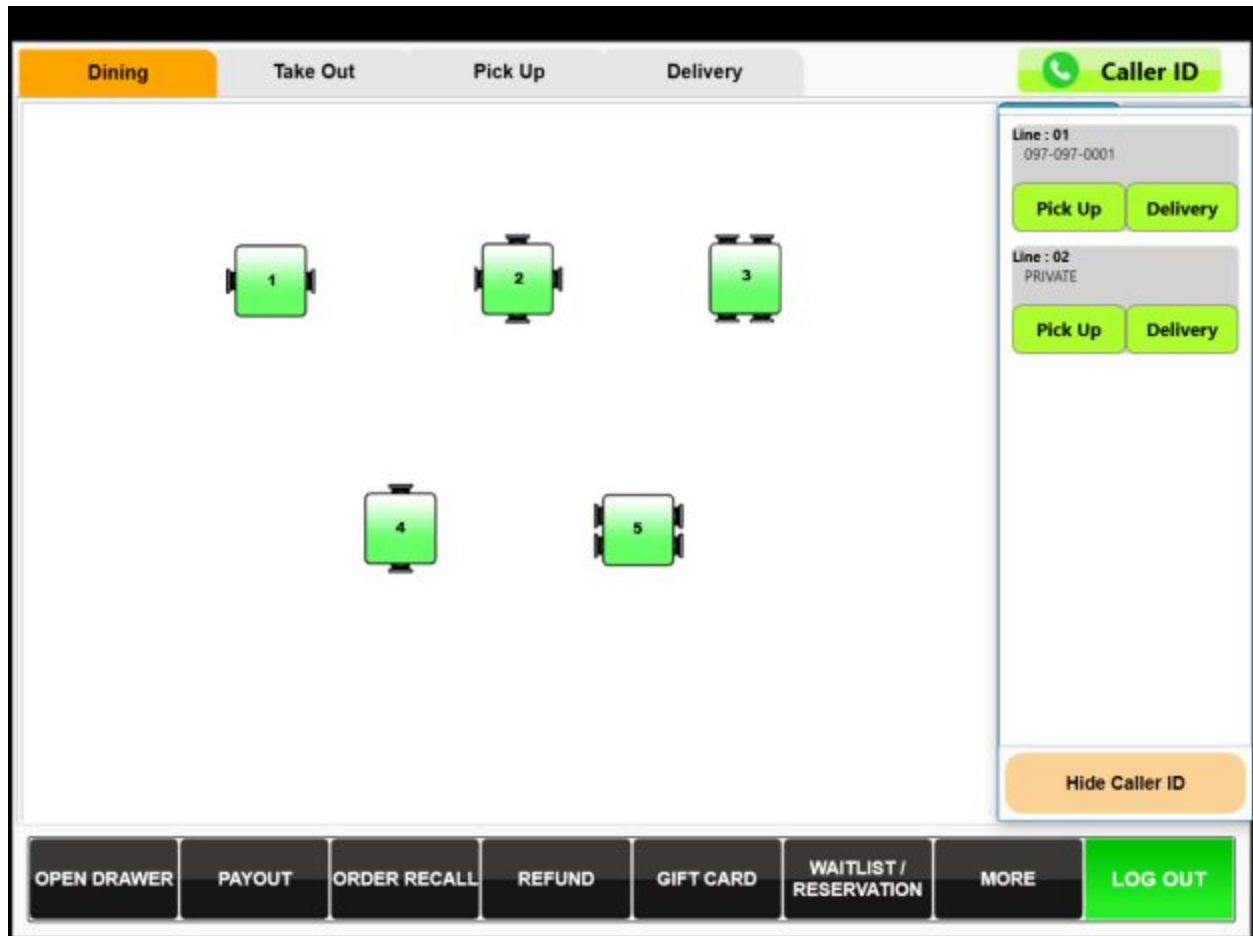 Dining
Take Out
Pick Up
Delivery
Caller ID
Line : 01
097-097-0001
Pick Up
Delivery
Line : 02
PRIVATE
Pick Up
Delivery
1
2
3
4
5
Hide Caller ID
OPEN DRAWER
PAYOUT
ORDER RECALL
REFUND
GIFT CARD
WAITLIST /
RESERVATION
MORE
LOG OUT